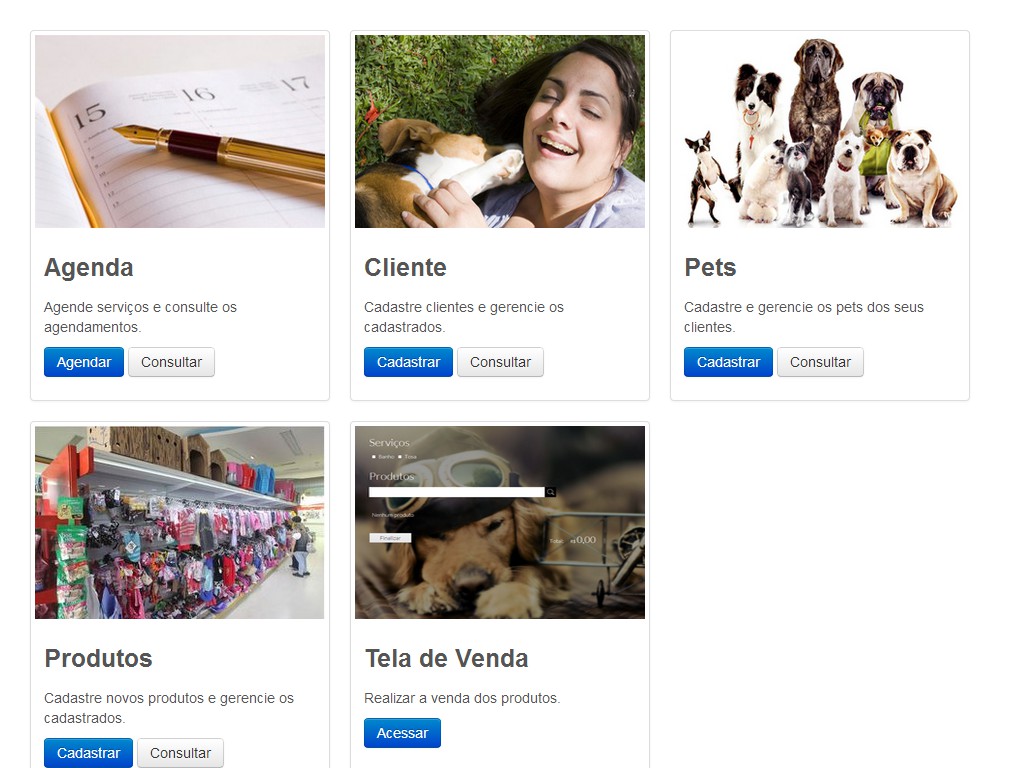 15 16 17
Agenda
Agende serviços e consulte os
agendamentos.
Agendar Consultar
Cliente
Cadastre clientes e gerencie os
cadastrados.
Cadastrar Consultar
Pets
Cadastre e gerencie os pets dos seus
clientes.
Cadastrar Consultar
Serviços
Banho Tosa
Produtos
Nenhum produto
Finalizar
Total: R$0,00
Produtos
Cadastre novos produtos e gerencie os
cadastrados.
Cadastrar Consultar
Tela de Venda
Realizar a venda dos produtos.
Acessar